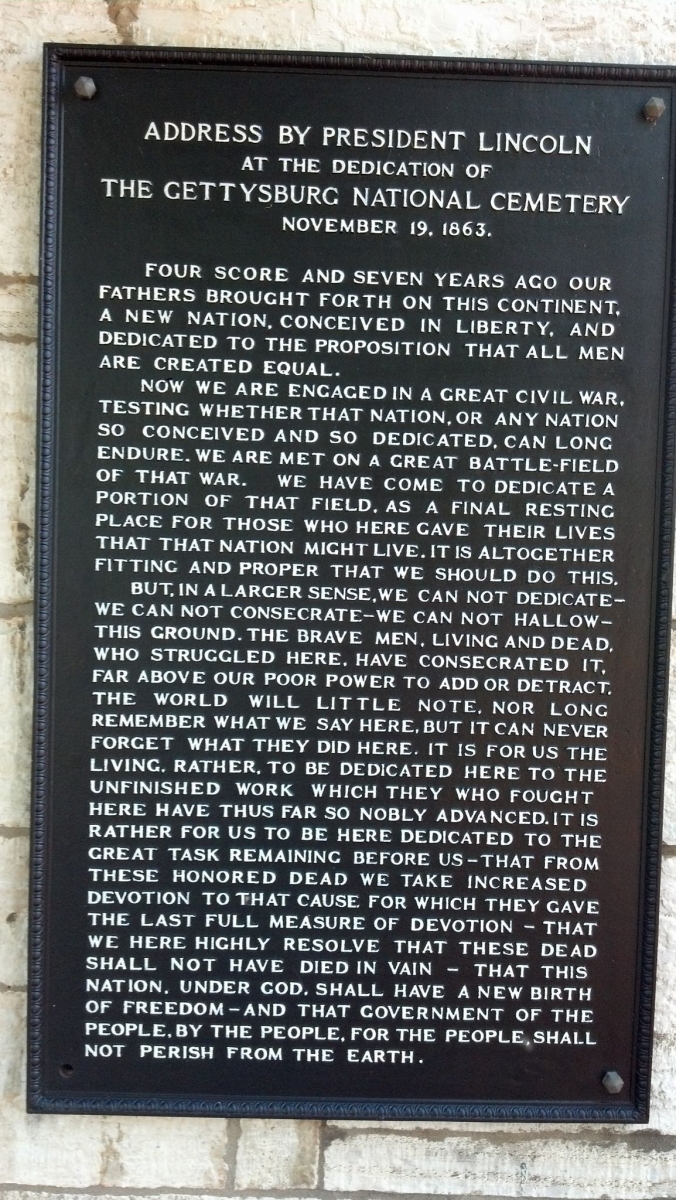 ADDRESS BY PRESIDENT LINCOLN
AT THE DEDICATION OF
THE GETTYSBURG NATIONAL CEMETERY
NOVEMBER 19, 1863.
FOUR SCORE AND SEVEN YEARS AGO OUR
FATHERS BROUGHT FORTH ON THIS CONTINENT,
A NEW NATION, CONCEIVED IN LIBERTY, AND
DEDICATED TO THE PROPOSITION THAT ALL MEN
ARE CREATED EQUAL.
NOW WE ARE ENGAGED IN A GREAT CIVIL WAR,
TESTING WHETHER THAT NATION, OR ANY NATION
SO CONCEIVED AND SO DEDICATED, CAN LONG
ENDURE. WE ARE MET ON A GREAT BATTLE-FIELD
OF THAT WAR. WE HAVE COME TO DEDICATE A
PORTION OF THAT FIELD, AS A FINAL RESTING
PLACE FOR THOSE WHO HERE GAVE THEIR LIVES
THAT THAT NATION MIGHT LIVE. IT IS ALTOGETHER
FITTING AND PROPER THAT WE SHOULD DO THIS.
BUT, IN A LARGER SENSE, WE CAN NOT DEDICATE–
WE CAN NOT CONSECRATE–WE CAN NOT HALLOW–
THIS GROUND. THE BRAVE MEN, LIVING AND DEAD,
WHO STRUGGLED HERE, HAVE CONSECRATED IT,
FAR ABOVE OUR POOR POWER TO ADD OR DETRACT.
THE WORLD WILL LITTLE NOTE, NOR LONG
REMEMBER WHAT WE SAY HERE, BUT IT CAN NEVER
FORGET WHAT THEY DID HERE. IT IS FOR US THE
LIVING, RATHER, TO BE DEDICATED HERE TO THE
UNFINISHED WORK WHICH THEY WHO FOUGHT
HERE HAVE THUS FAR SO NOBLY ADVANCED. IT IS
RATHER FOR US TO BE HERE DEDICATED TO THE
GREAT TASK REMAINING BEFORE US–THAT FROM
THESE HONORED DEAD WE TAKE INCREASED
DEVOTION TO THAT CAUSE FOR WHICH THEY GAVE
THE LAST FULL MEASURE OF DEVOTION – THAT
WE HERE HIGHLY RESOLVE THAT THESE DEAD
SHALL NOT HAVE DIED IN VAIN – THAT THIS
NATION, UNDER GOD, SHALL HAVE A NEW BIRTH
OF FREEDOM–AND THAT GOVERNMENT OF THE
PEOPLE, BY THE PEOPLE, FOR THE PEOPLE, SHALL
NOT PERISH FROM THE EARTH.